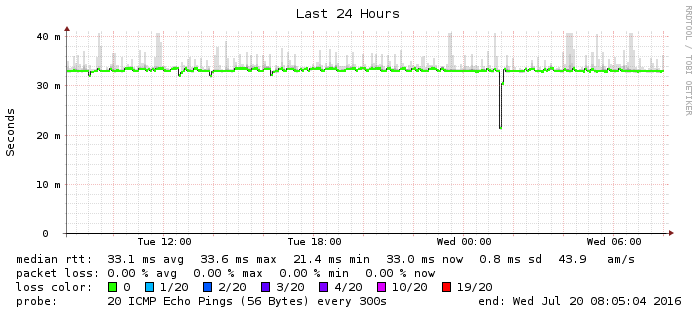 Last 24 Hours
RRDTOOL / TOBI OETIKER
Seconds
40 m
30 m
20 m
10 m
0
Tue 12:00 Tue 18:00 Wed 00:00 Wed 06:00
median rtt: 33.1 ms avg 33.6 ms max 21.4 ms min 33.0 ms now 0.8 ms sd 43.9 am/s
packet loss: 0.00 % avg 0.00 % max 0.00 % min 0.00 % now
loss color: 0 1/20 2/20 3/20 4/20 10/20 19/20
probe: 20 ICMP Echo Pings (56 Bytes) every 300s end: Wed Jul 20 08:05:04 2016